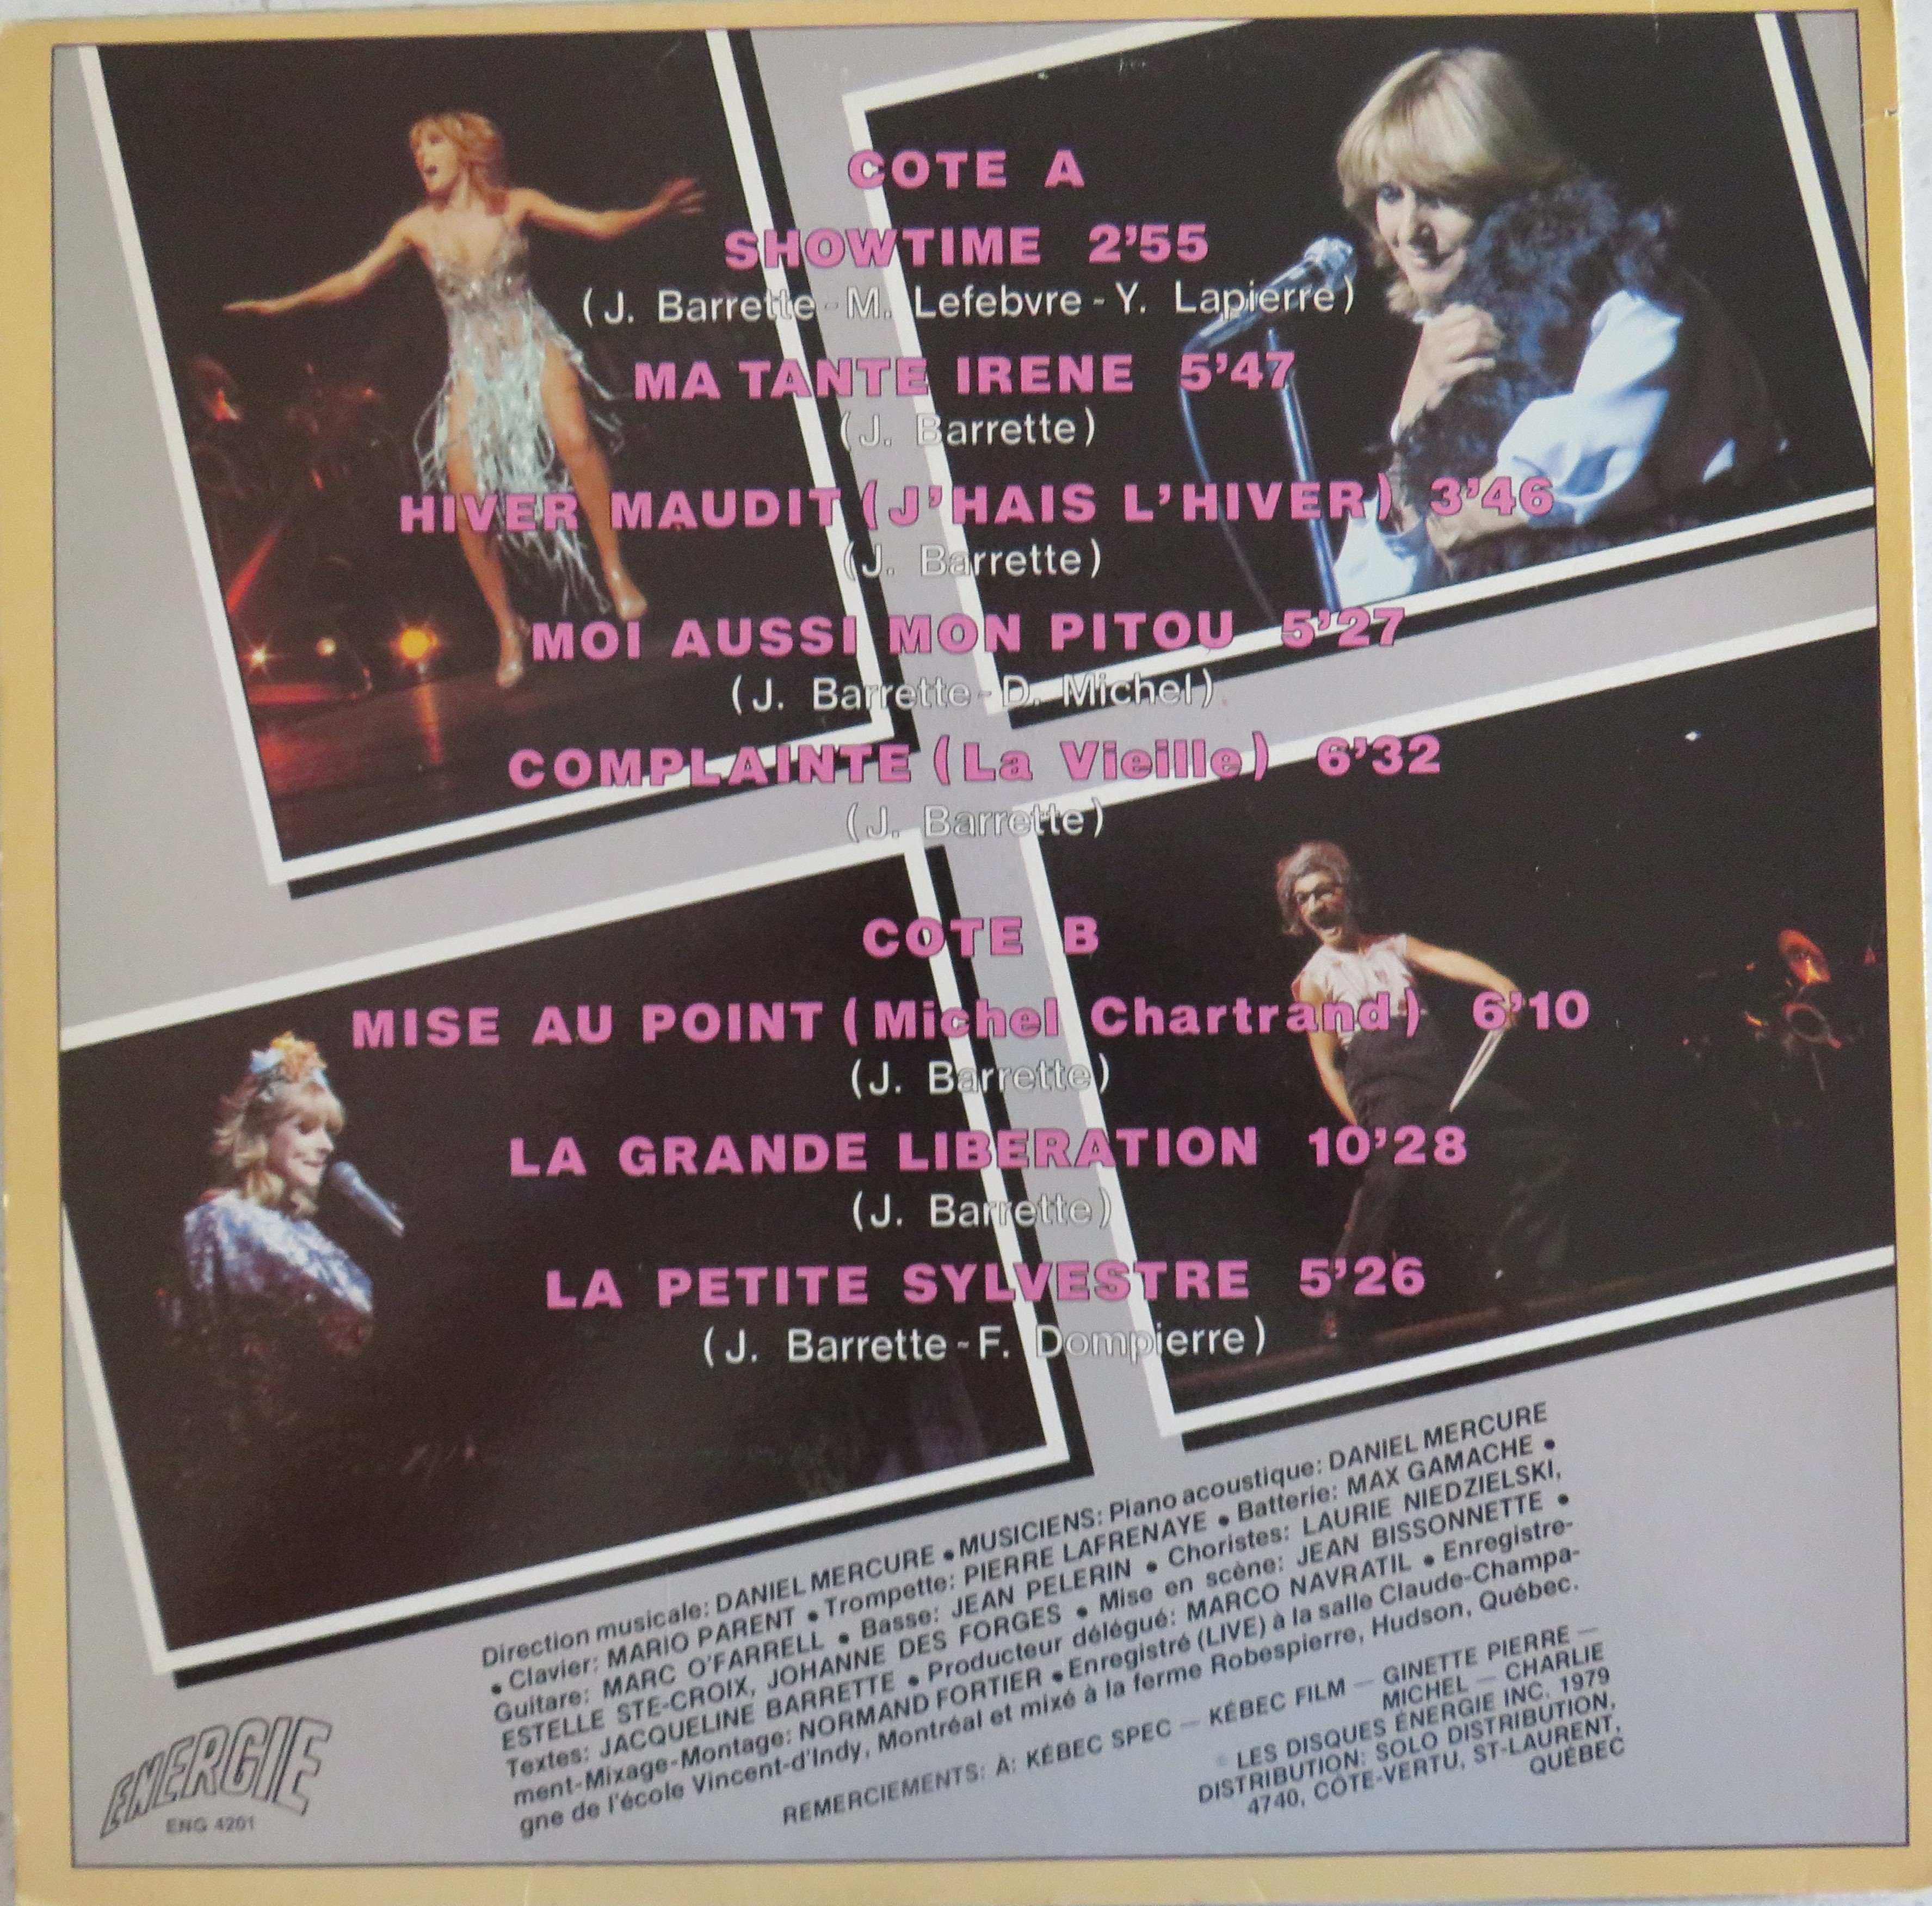 COTE A
SHOWTIME 2'55
(J. Barrette-M. Lefebvre-Y. Lapierre)
MA TANTE IRENE 5'47
(J. Barrette)
HIVER MAUDIT (J'HAIS L'HIVER) 3'46
(J. Barrette)
MOI AUSSI MON PITOU 5'27
(J. Barrette-D. Michel)
COMPLAINTE (La Vieille) 6'32
(J. Barrette)
COTE B
MISE AU POINT (Michel Chartrand) 6'10
(J. Barrette)
LA GRANDE LIBERATION 10'28
(J. Barrette)
LA PETITE SYLVESTRE 5'26
(J. Barrette-F. Dompierre)
Direction musicale: DANIEL MERCURE • MUSICIENS: Piano acoustique: DANIEL MERCURE
• Clavier: MARIO PARENT • Trompette: PIERRE LAFRENAYE • Batterie: MAX GAMACHE •
Guitare: MARC O'FARRELL • Basse: JEAN PELERIN • Choristes: LAURIE NIEDZIELSKI,
ESTELLE STE-CROIX, JOHANNE DES FORGES • Mise en scène: JEAN BISSONNETTE •
Textes: JACQUELINE BARRETTE • Producteur délégué: MARCO NAVRATIL • Enregistre-
ment-Mixage-Montage: NORMAND FORTIER • Enregistré (LIVE) à la salle Claude-Champa-
gne de l'école Vincent-d'Indy, Montréal et mixé à la ferme Robespierre, Hudson, Québec.
REMERCIEMENTS: À: KÉBEC SPEC — KÉBEC FILM — GINETTE PIERRE —
MICHEL — CHARLIE
LES DISQUES ÉNERGIE INC. 1979
DISTRIBUTION: SOLO DISTRIBUTION,
4740, CÔTE-VERTU, ST-LAURENT,
QUÉBEC
ENERGIE
ENG 4201